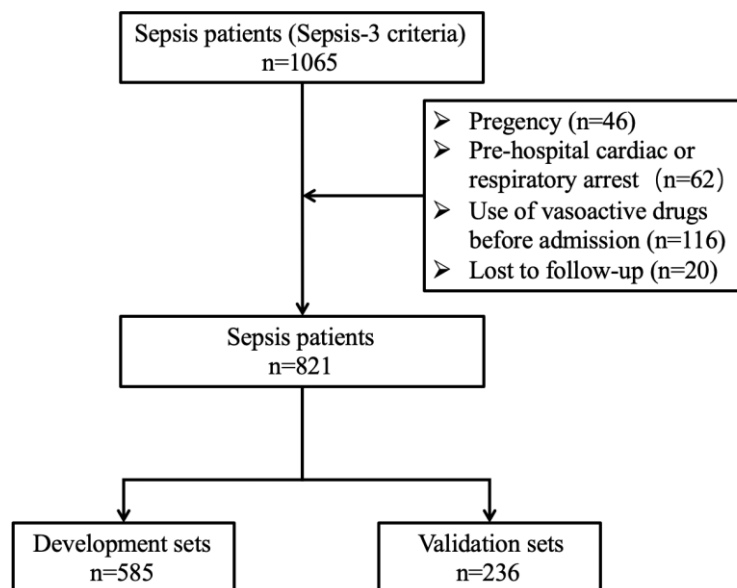 Sepsis patients (Sepsis-3 criteria)
n=1065
➢ Pregency (n=46)
➢ Pre-hospital cardiac or
respiratory arrest（n=62）
➢ Use of vasoactive drugs
before admission (n=116)
➢ Lost to follow-up (n=20)
Sepsis patients
n=821
Development sets
n=585
Validation sets
n=236